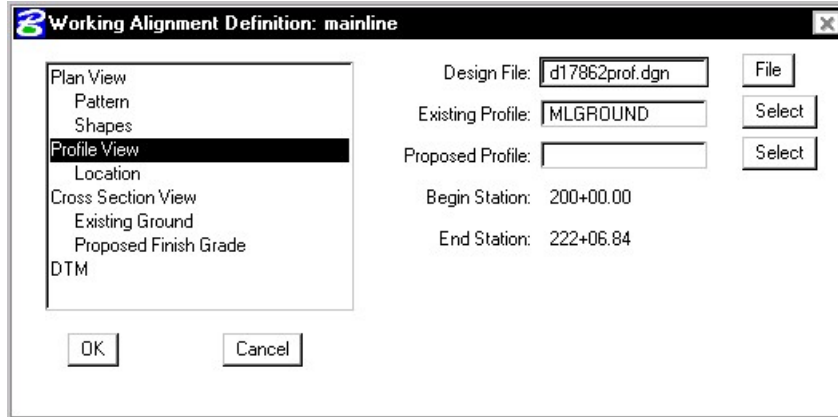 Working Alignment Definition: mainline
Plan View
Pattern
Shapes
Profile View
Location
Cross Section View
Existing Ground
Proposed Finish Grade
DTM
Design File: d17862prof.dgn File
Existing Profile: MLGROUND Select
Proposed Profile: Select
Begin Station: 200+00.00
End Station: 222+06.84
OK Cancel